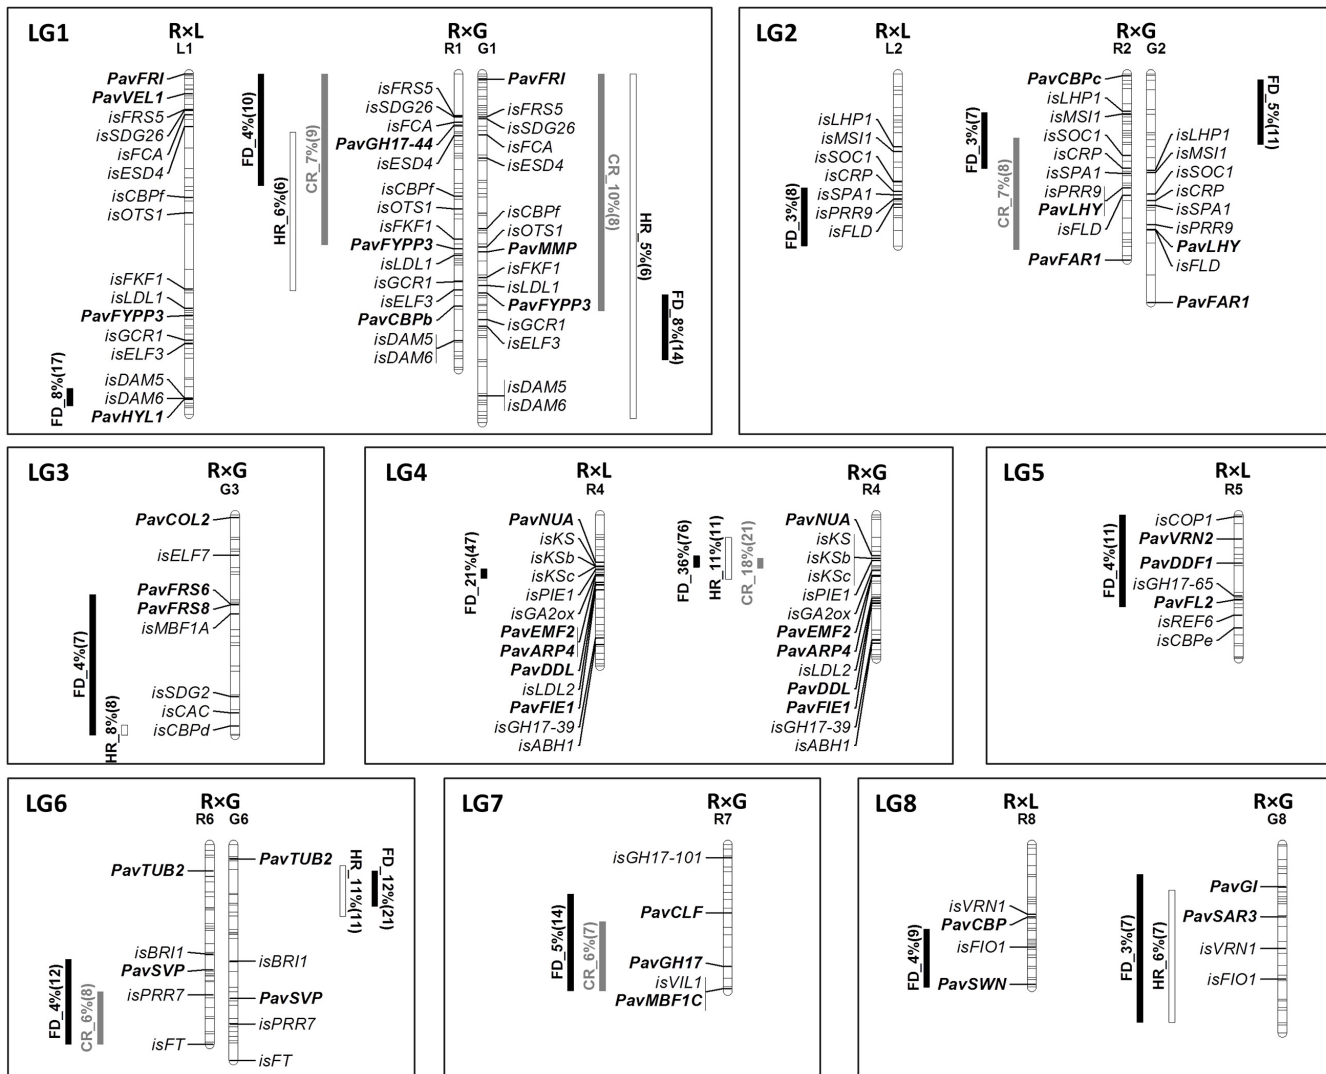 LG1
R×L
L1
PavFRI
PavVEL1
isFRS5
isSDG26
isFCA
isESD4
isCBPf
isOTS1
isFKF1
isLDL1
PavFYPP3
isGCR1
isELF3
isDAM5
isDAM6
PavHYL1
FD_8%(17)
R×G
R1 G1
FD_4%(10)
HR_6%(6)
CR_7%(9)
isFRS5
isSDG26
isFCA
PavGH17-44
isESD4
isCBPf
isOTS1
isFKF1
PavFYPP3
isLDL1
isGCR1
isELF3
PavCBPb
isDAM5
isDAM6
PavFRI
isFRS5
isSDG26
isFCA
isESD4
isCBPf
isOTS1
PavMMP
isFKF1
isLDL1
PavFYPP3
isGCR1
isELF3
isDAM5
isDAM6
CR_10%(8)
HR_5%(6)
FD_8%(14)
LG2
R×L
L2
isLHP1
isMSI1
isSOC1
isCRP
isSPA1
isPRR9
isFLD
FD_3%(8)
R×G
R2 G2
FD_3%(7)
CR_7%(8)
PavCBPc
isLHP1
isMSI1
isSOC1
isCRP
isSPA1
isPRR9
PavLHY
isFLD
PavFAR1
isLHP1
isMSI1
isSOC1
isCRP
isSPA1
isPRR9
PavLHY
isFLD
PavFAR1
FD_5%(11)
LG3
R×G
G3
PavCOL2
isELF7
PavFRS6
PavFRS8
isMBF1A
isSDG2
isCAC
isCBPd
FD_4%(7)
HR_8%(8)
LG4
R×L
R4
PavNUA
isKS
isKSb
isKSc
isPIE1
isGA2ox
PavEMF2
PavARP4
PavDDL
isLDL2
PavFIE1
isGH17-39
isABH1
FD_21%(47)
R×G
R4
FD_36%(76)
HR_11%(11)
CR_18%(21)
PavNUA
isKS
isKSb
isKSc
isPIE1
isGA2ox
PavEMF2
PavARP4
isLDL2
PavDDL
PavFIE1
isGH17-39
isABH1
LG5
R×L
R5
FD_4%(11)
isCOP1
PavVRN2
PavDDF1
isGH17-65
PavFL2
isREF6
isCBPe
LG6
R×G
R6 G6
PavTUB2
isBRI1
PavSVP
isPRR7
isFT
FD_4%(12)
CR_6%(8)
PavTUB2
isBRI1
PavSVP
isPRR7
isFT
HR_11%(11)
FD_12%(21)
LG7
R×G
R7
isGH17-101
PavCLF
PavGH17
isVIL1
PavMBF1C
FD_5%(14)
CR_6%(7)
LG8
R×L
R8
isVRN1
PavCBP
isFIO1
PavSWN
FD_4%(9)
R×G
G8
FD_3%(7)
HR_6%(7)
PavGI
PavSAR3
isVRN1
isFIO1